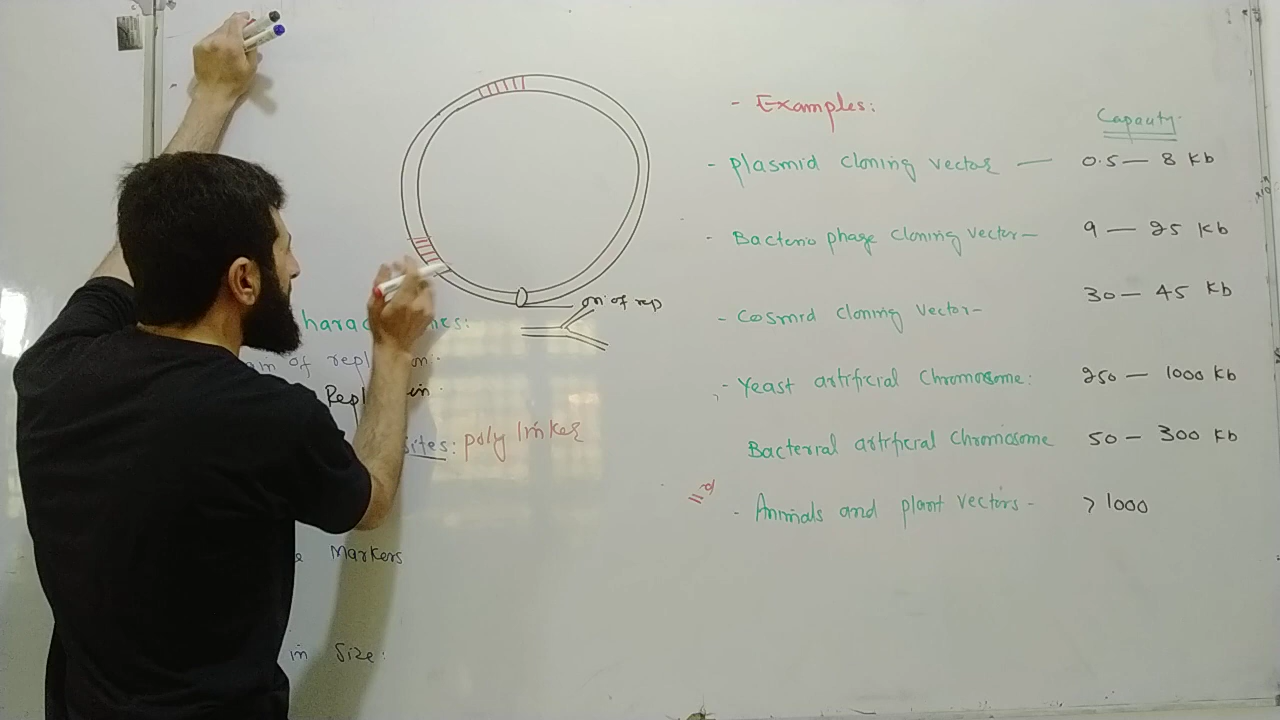 ori of rep
Sites: poly linker
Markers
in Size:
- Examples:
Capacity
- plasmid cloning vector — 0.5 — 8 Kb
- Bacterio phage cloning vector — 9 — 25 Kb
- Cosmid cloning vector - 30 — 45 Kb
- Yeast artificial Chromosome: 250 — 1000 Kb
Bacterial artificial chromosome 50 - 300 Kb
- Animals and plant vectors - > 1000